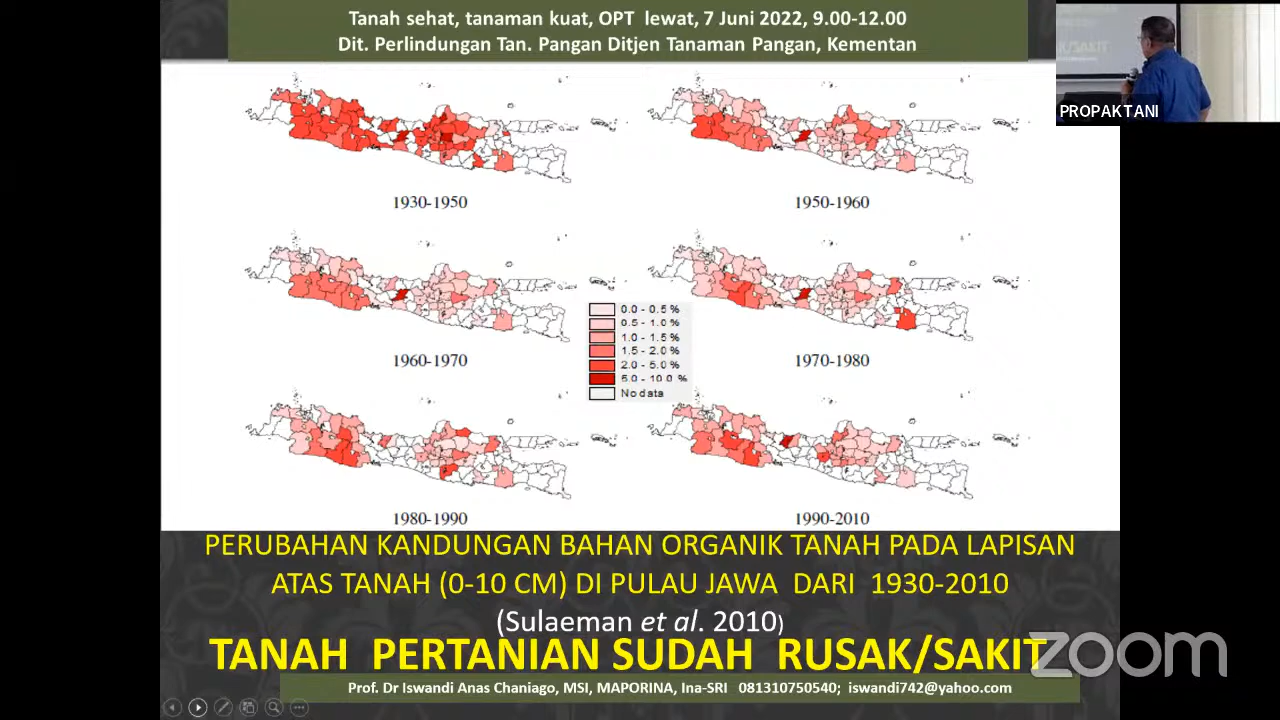 Tanah sehat, tanaman kuat, OPT lewat, 7 Juni 2022, 9.00-12.00
Dit. Perlindungan Tan. Pangan Ditjen Tanaman Pangan, Kementan
PROPAKTANI
1930-1950
1950-1960
1960-1970
1970-1980
0.0 - 0.5 %
0.5 - 1.0 %
1.0 - 1.5 %
1.5 - 2.0 %
2.0 - 5.0 %
5.0 - 10.0 %
No data
1980-1990
1990-2010
PERUBAHAN KANDUNGAN BAHAN ORGANIK TANAH PADA LAPISAN
ATAS TANAH (0-10 CM) DI PULAU JAWA DARI 1930-2010
(Sulaeman et al. 2010)
TANAH PERTANIAN SUDAH RUSAK/SAKIT
zoom
Prof. Dr Iswandi Anas Chaniago, MSI, MAPORINA, Ina-SRI 081310750540; iswandi742@yahoo.com